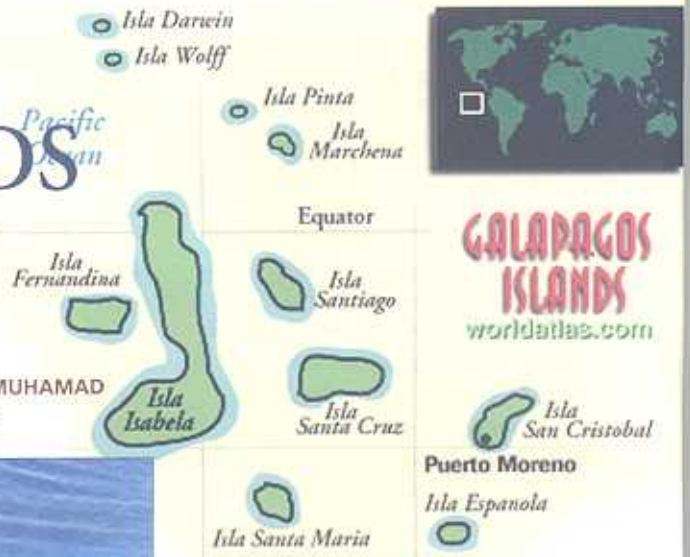 Isla Darwin
Isla Wolff
Isla Pinta
Isla
Marchena
Pacific
Ocean
OS
Equator
GALAPAGOS
ISLANDS
worldatlas.com
Isla
Fernandina
Isla
Santiago
MUHAMAD
Isla
Isabela
Isla
Santa Cruz
Isla
San Cristobal
Puerto Moreno
Isla Espanola
Isla Santa Maria